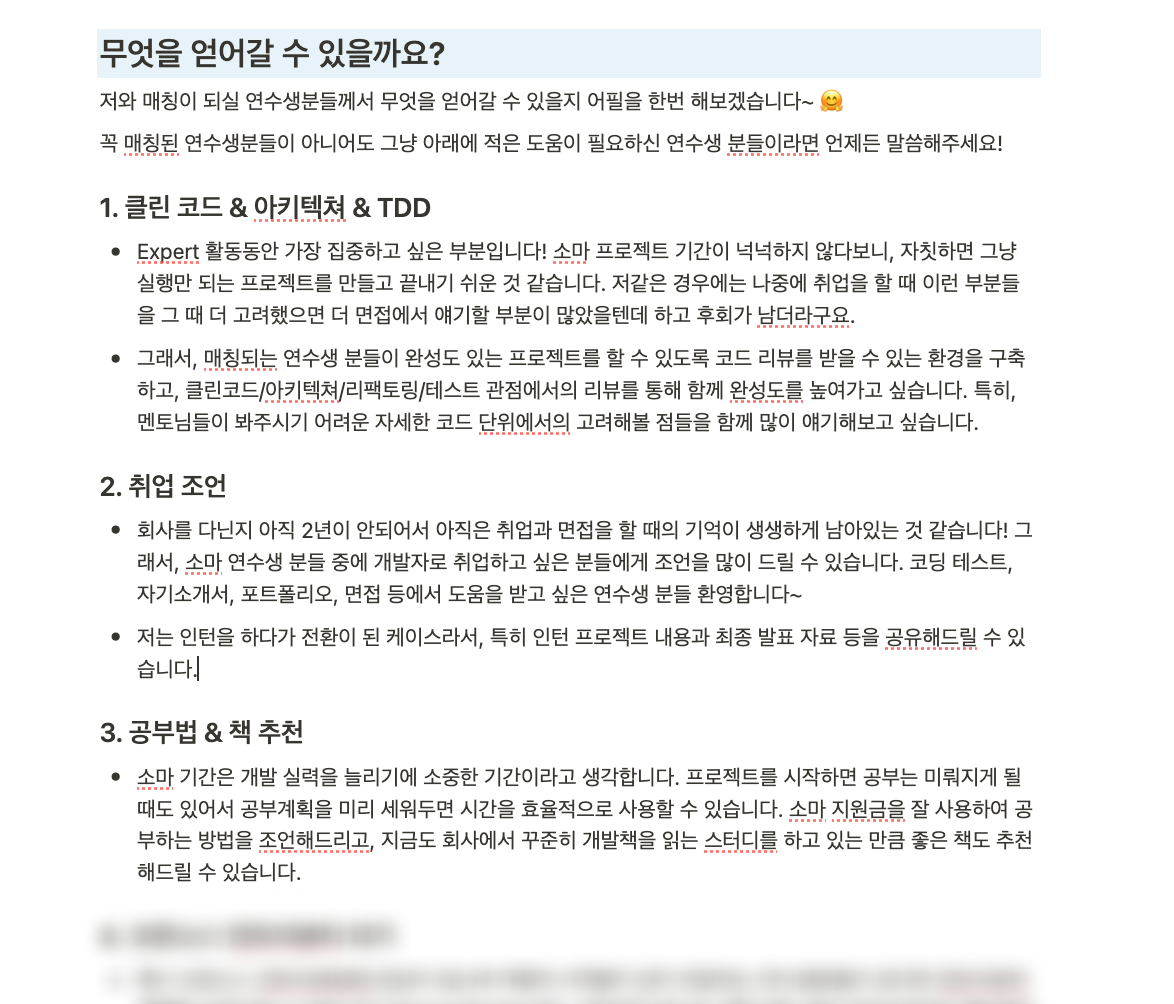 무엇을 얻어갈 수 있을까요?
저와 매칭이 되실 연수생분들께서 무엇을 얻어갈 수 있을지 어필을 한번 해보겠습니다~ 🤗
꼭 매칭된 연수생분들이 아니어도 그냥 아래에 적은 도움이 필요하신 연수생 분들이라면 언제든 말씀해주세요!
1. 클린 코드 & 아키텍쳐 & TDD
• Expert 활동동안 가장 집중하고 싶은 부분입니다! 소마 프로젝트 기간이 넉넉하지 않다보니, 자칫하면 그냥
실행만 되는 프로젝트를 만들고 끝내기 쉬운 것 같습니다. 저같은 경우에는 나중에 취업을 할 때 이런 부분들
을 그 때 더 고려했으면 더 면접에서 얘기할 부분이 많았을텐데 하고 후회가 남더라구요.
• 그래서, 매칭되는 연수생 분들이 완성도 있는 프로젝트를 할 수 있도록 코드 리뷰를 받을 수 있는 환경을 구축
하고, 클린코드/아키텍쳐/리팩토링/테스트 관점에서의 리뷰를 통해 함께 완성도를 높여가고 싶습니다. 특히,
멘토님들이 봐주시기 어려운 자세한 코드 단위에서의 고려해볼 점들을 함께 많이 얘기해보고 싶습니다.
2. 취업 조언
• 회사를 다닌지 아직 2년이 안되어서 아직은 취업과 면접을 할 때의 기억이 생생하게 남아있는 것 같습니다! 그
래서, 소마 연수생 분들 중에 개발자로 취업하고 싶은 분들에게 조언을 많이 드릴 수 있습니다. 코딩 테스트,
자기소개서, 포트폴리오, 면접 등에서 도움을 받고 싶은 연수생 분들 환영합니다~
• 저는 인턴을 하다가 전환이 된 케이스라서, 특히 인턴 프로젝트 내용과 최종 발표 자료 등을 공유해드릴 수 있
습니다.
3. 공부법 & 책 추천
• 소마 기간은 개발 실력을 늘리기에 소중한 기간이라고 생각합니다. 프로젝트를 시작하면 공부는 미뤄지게 될
때도 있어서 공부계획을 미리 세워두면 시간을 효율적으로 사용할 수 있습니다. 소마 지원금을 잘 사용하여 공
부하는 방법을 조언해드리고, 지금도 회사에서 꾸준히 개발책을 읽는 스터디를 하고 있는 만큼 좋은 책도 추천
해드릴 수 있습니다.